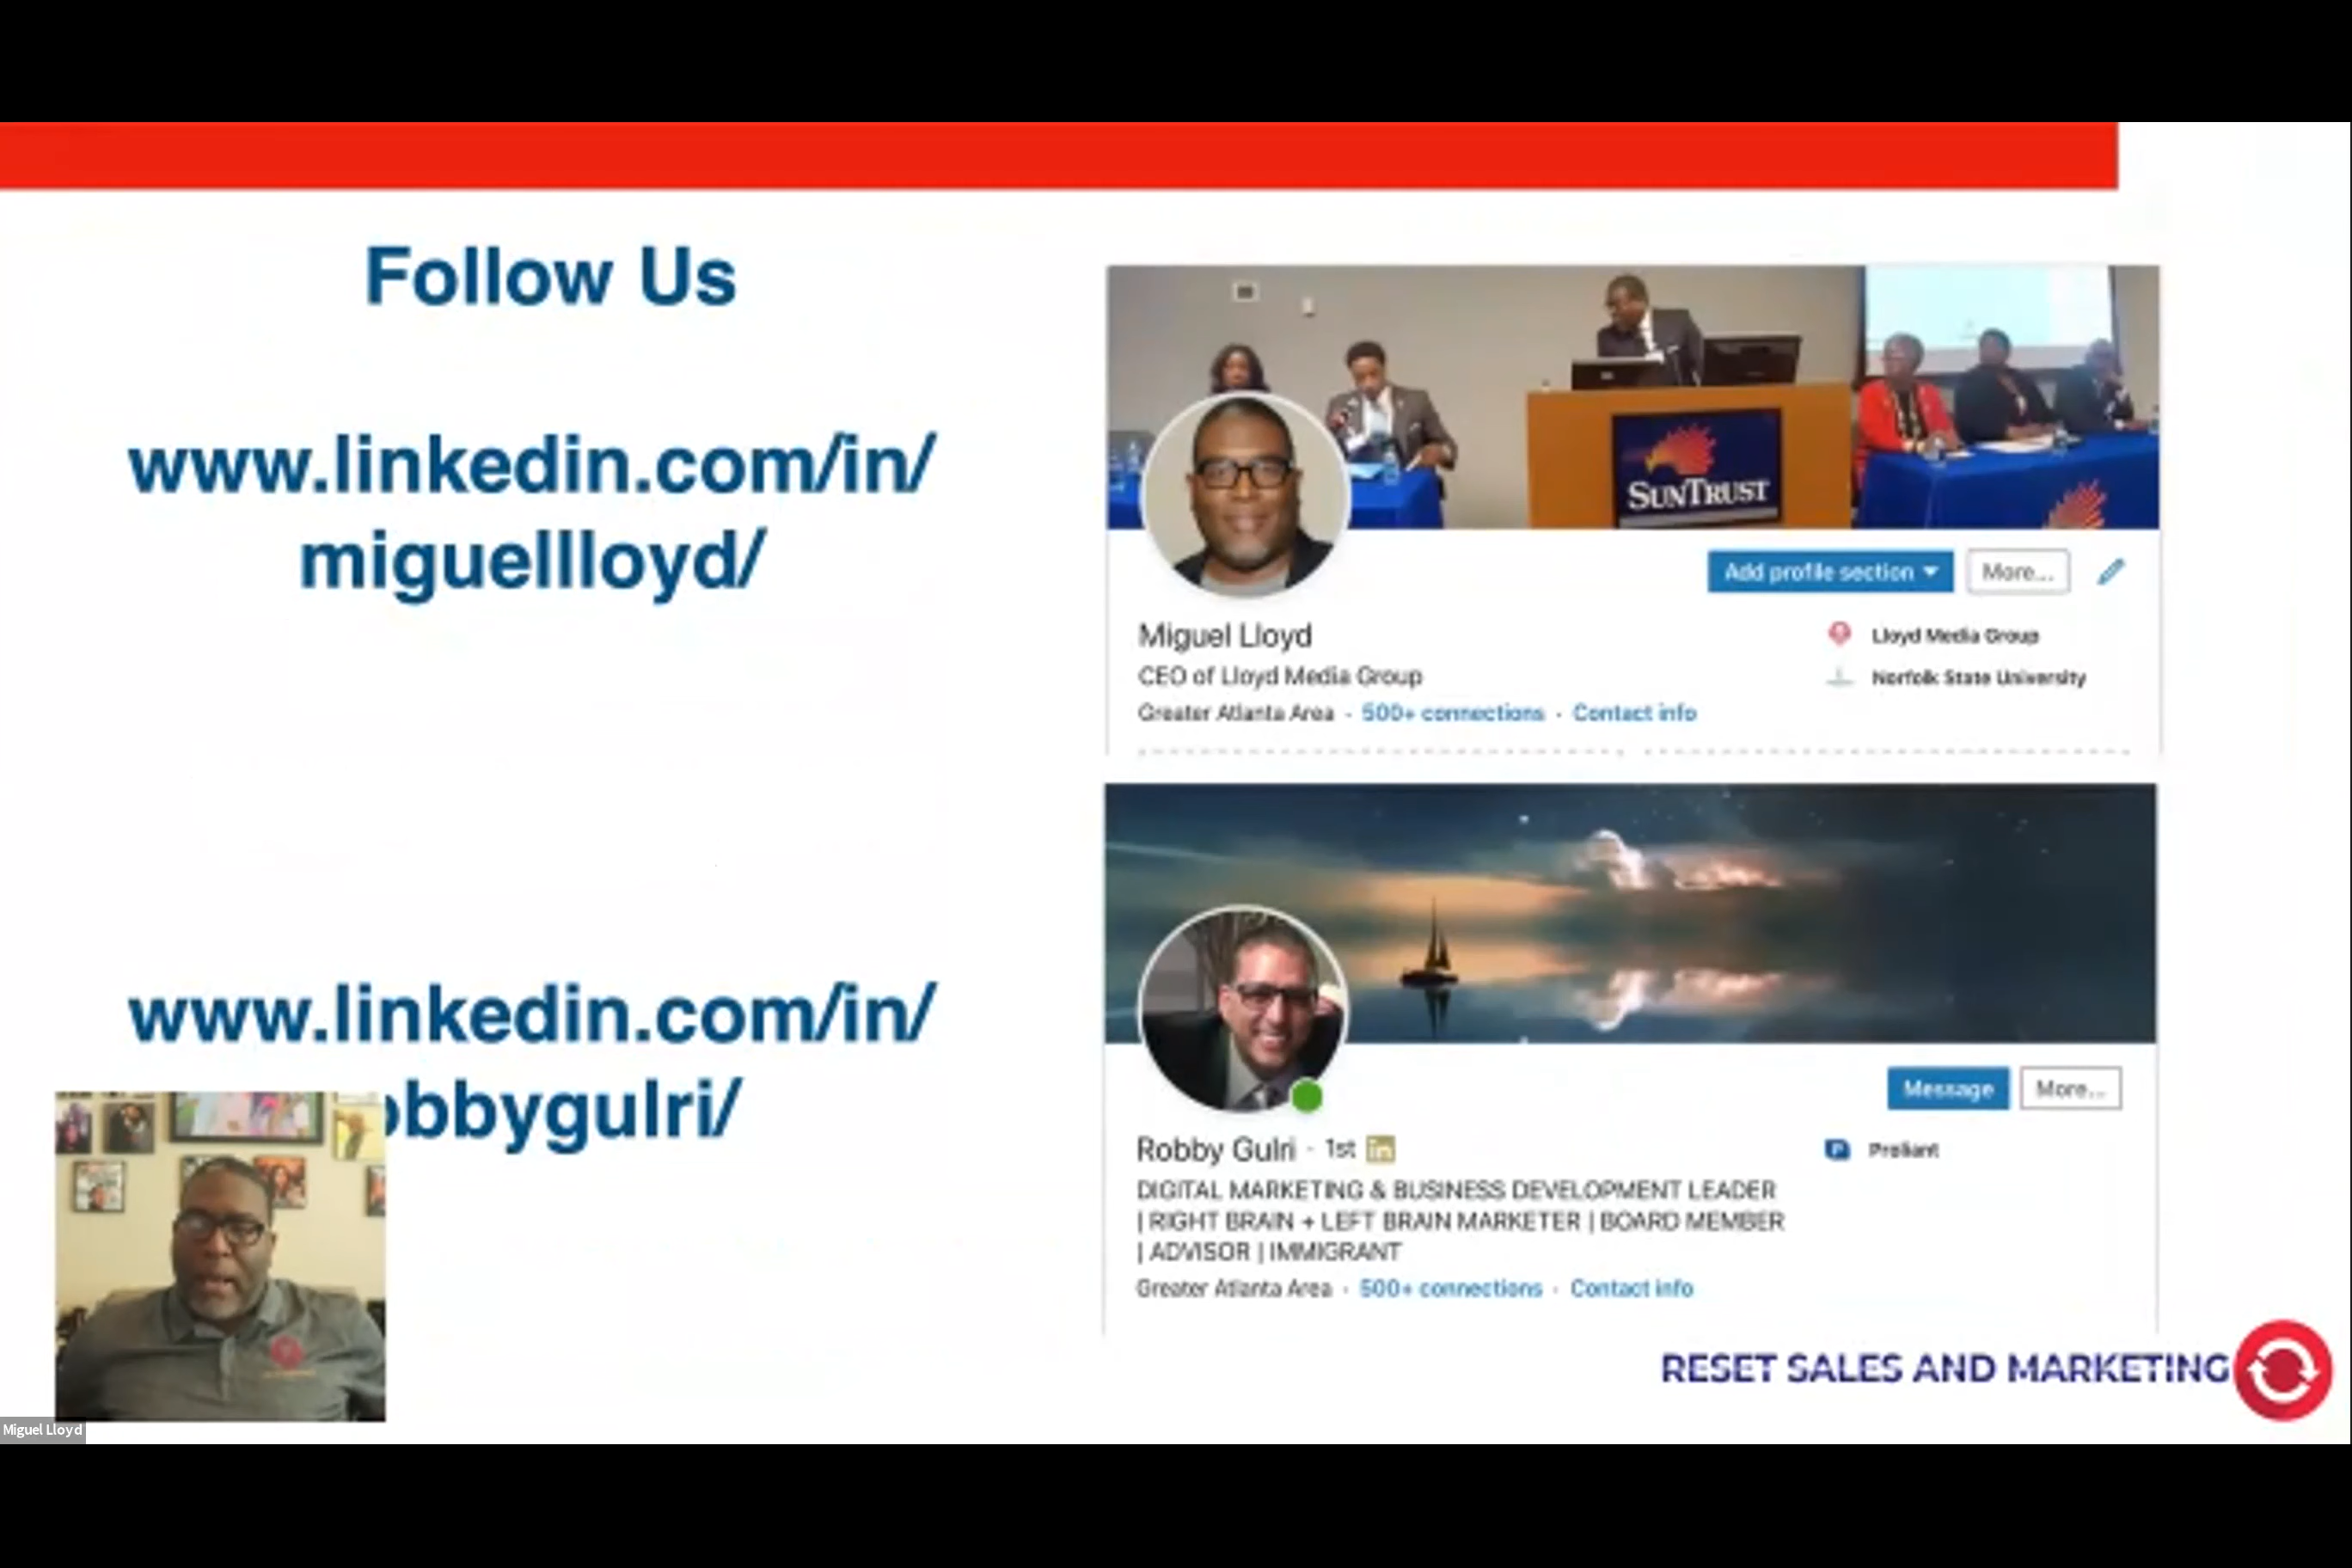 Follow Us
www.linkedin.com/in/
miguellloyd/
www.linkedin.com/in/
obbygulri/
SUNTRUST
Add profile section
More...
Miguel Lloyd
CEO of Lloyd Media Group
Greater Atlanta Area · 500+ connections · Contact info
Lloyd Media Group
Norfolk State University
Message
More...
Robby Gulri · 1st in
DIGITAL MARKETING & BUSINESS DEVELOPMENT LEADER
| RIGHT BRAIN + LEFT BRAIN MARKETER | BOARD MEMBER
| ADVISOR | IMMIGRANT
Greater Atlanta Area · 500+ connections · Contact info
P Proliant
RESET SALES AND MARKETING
Miguel Lloyd